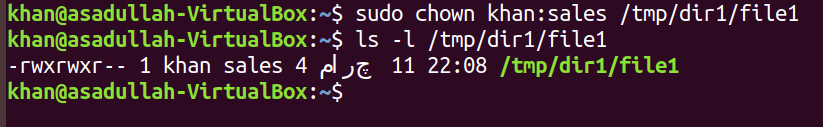 khan@asadullah-VirtualBox:~$ sudo chown khan:sales /tmp/dir1/file1
khan@asadullah-VirtualBox:~$ ls -l /tmp/dir1/file1
-rwxrwxr-- 1 khan sales 4 مارچ 11 22:08 /tmp/dir1/file1
khan@asadullah-VirtualBox:~$